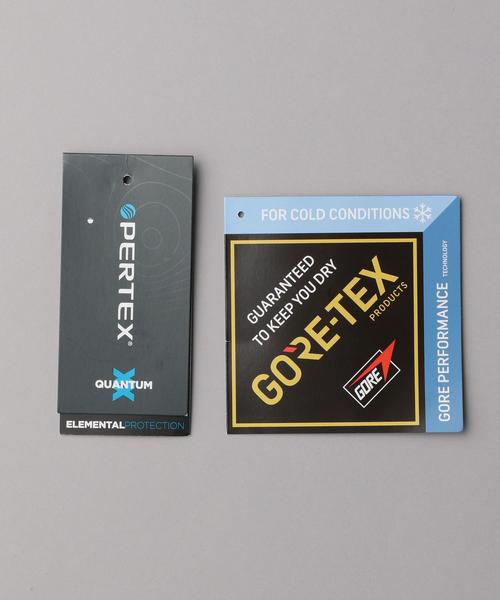 PERTEX®
QUANTUM
ELEMENTALPROTECTION
FOR COLD CONDITIONS
GUARANTEED
TO KEEP YOU DRY
GORE-TEX
PRODUCTS
GORE
GORE PERFORMANCE TECHNOLOGY